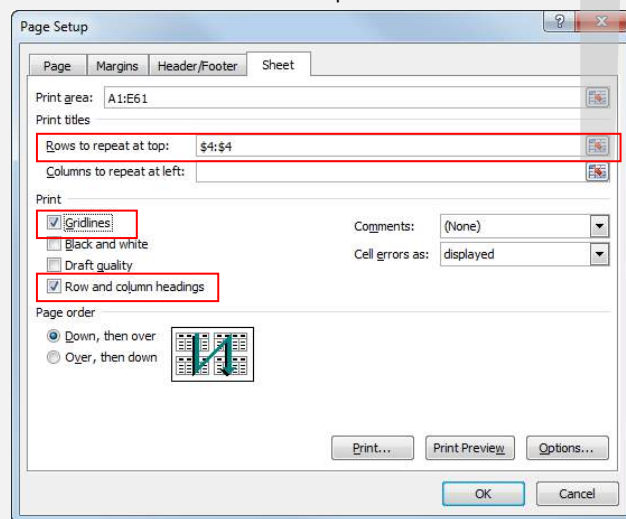 Page Setup
Page Margins Header/Footer Sheet
Print area: A1:E61
Print titles
Rows to repeat at top: $4:$4
Columns to repeat at left:
Print
Gridlines
Comments: (None)
Black and white
Cell errors as: displayed
Draft quality
Row and column headings
Page order
Down, then over
Over, then down
Print... Print Preview Options...
OK Cancel